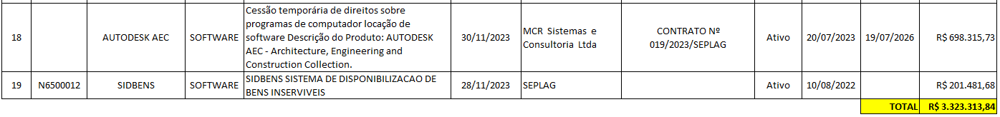 18 AUTODESK AEC SOFTWARE Cessão temporária de direitos sobre
programas de computador locação de
software Descrição do Produto: AUTODESK
AEC - Architecture, Engineering and
Construction Collection. 30/11/2023 MCR Sistemas e
Consultoria Ltda CONTRATO Nº
019/2023/SEPLAG Ativo 20/07/2023 19/07/2026 R$ 698.315,73
19 N6500012 SIDBENS SOFTWARE SIDBENS SISTEMA DE DISPONIBILIZACAO DE
BENS INSERVIVEIS 28/11/2023 SEPLAG Ativo 10/08/2022 R$ 201.481,68
TOTAL R$ 3.323.313,84